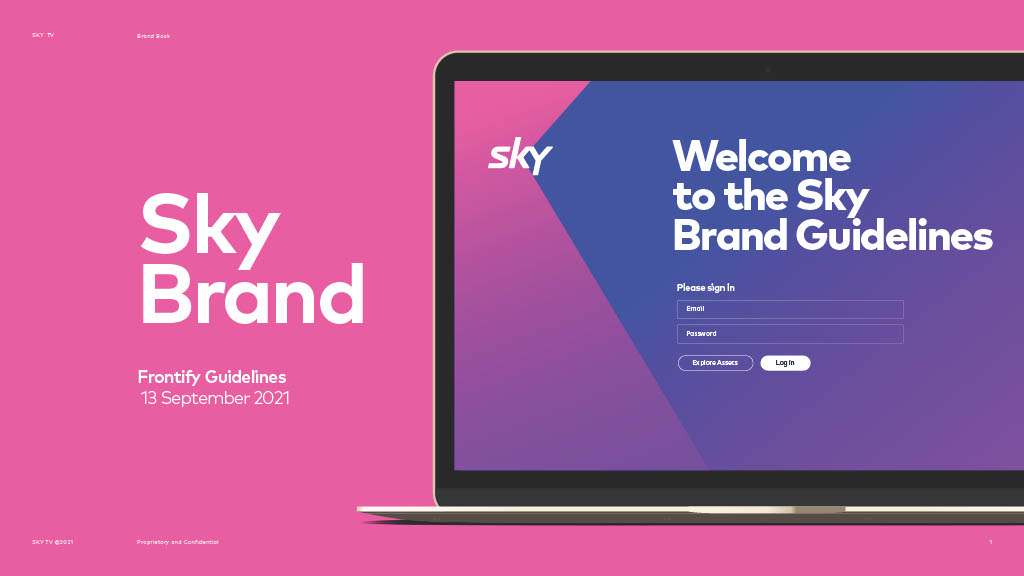 SKY TV
Brand Book
Sky
Brand
Frontify Guidelines
13 September 2021
sky
Welcome
to the Sky
Brand Guidelines
Please sign in
Email
Password
Explore Assets
Log In
SKY TV ©2021
Proprietary and Confidential
1